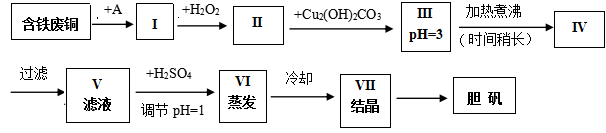 含铁废铜 +A I +H2O2 II +Cu2(OH)2CO3 III pH=3 加热煮沸 （时间稍长） IV
过滤 V 滤液 +H2SO4 调节 pH=1 VI 蒸发 冷却 VII 结晶 胆 矾